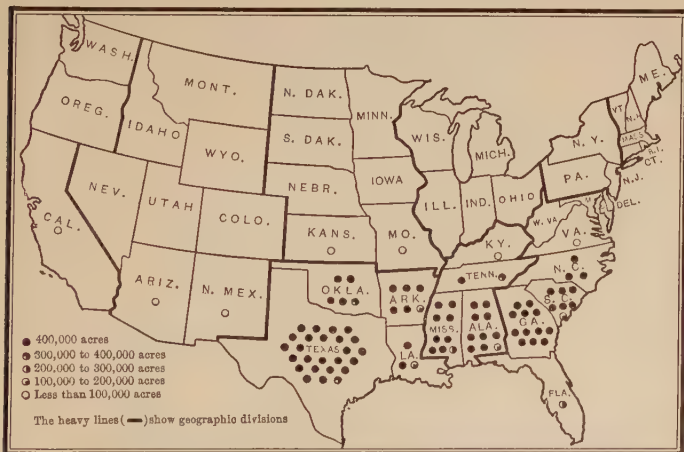 WASH.
MONT.
N. DAK.
MINN.
ME.
OREG.
IDAHO
S. DAK.
WIS.
MICH.
VT.
N.H.
N. Y.
MASS.
R.I.
CT.
WYO.
NEBR.
IOWA
PA.
N.J.
NEV.
UTAH
COLO.
ILL.
IND.
OHIO
W. VA.
DEL.
CAL.
KANS.
MO.
KY.
VA.
ARIZ.
N. MEX.
OKLA.
ARK.
TENN.
N. C.
S. C.
TEXAS
LA.
MISS.
ALA.
GA.
FLA.
400,000 acres
300,000 to 400,000 acres
200,000 to 300,000 acres
100,000 to 200,000 acres
Less than 100,000 acres
The heavy lines (━) show geographic divisions